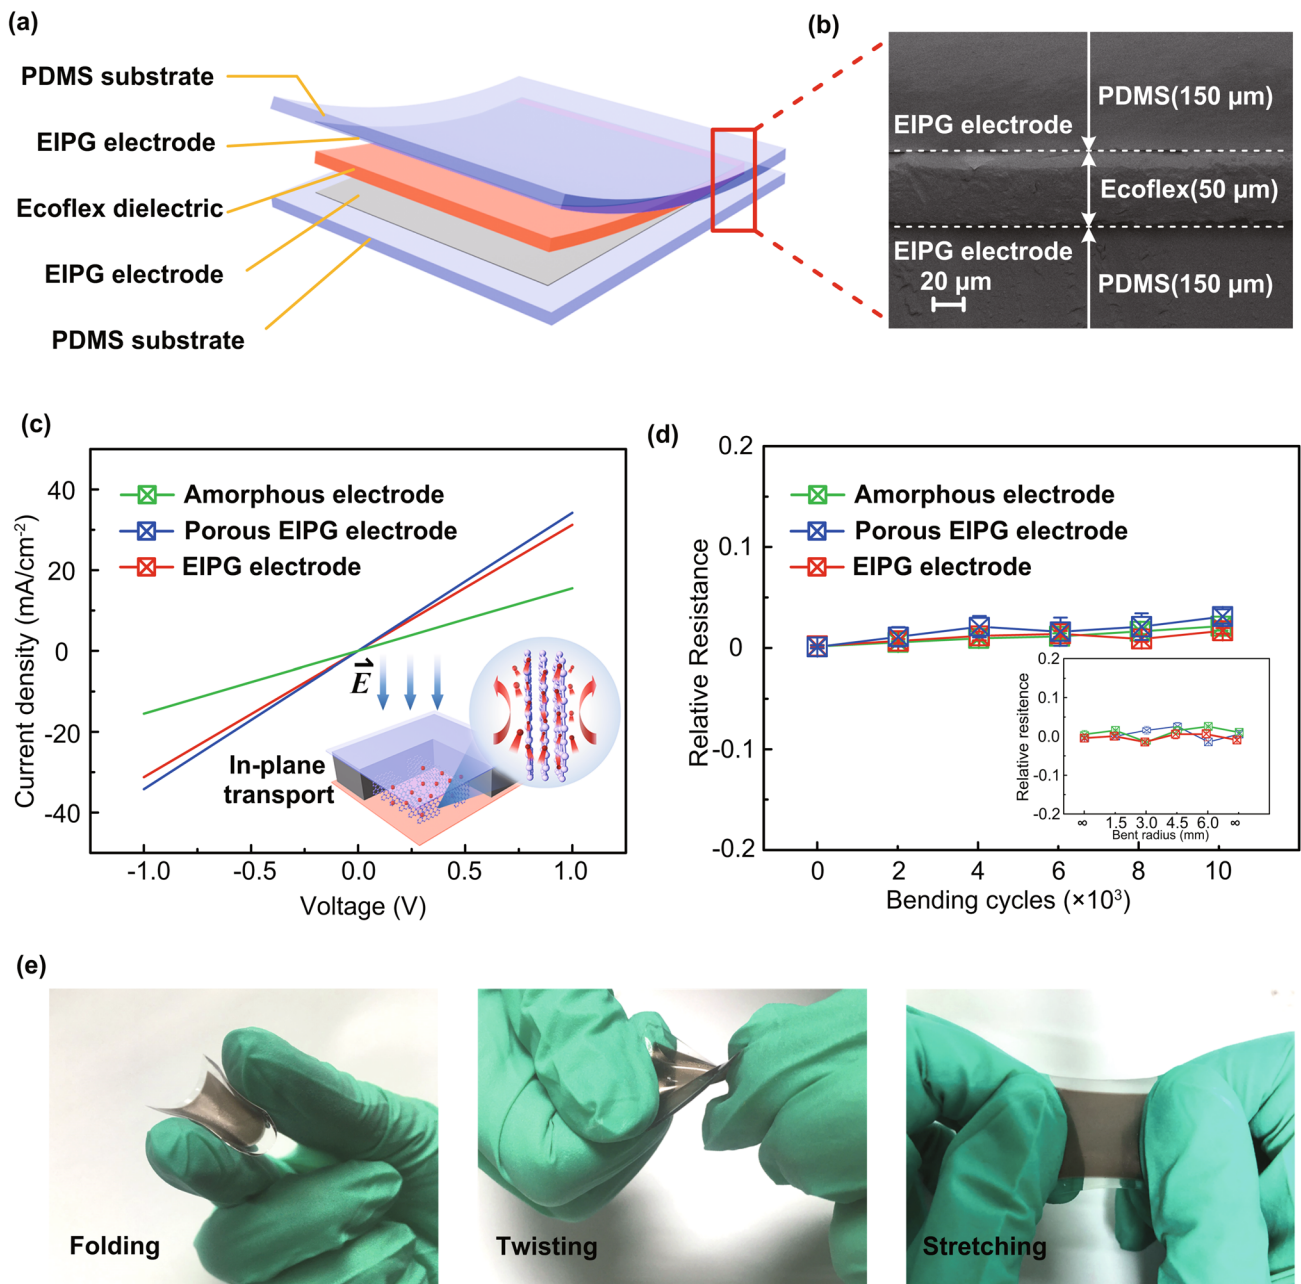 (a)
PDMS substrate
EIPG electrode
Ecoflex dielectric
EIPG electrode
PDMS substrate
(b)
PDMS(150 μm)
EIPG electrode
Ecoflex(50 μm)
EIPG electrode
20 μm
PDMS(150 μm)
(c)
Current density (mA/cm-2)
40
20
0
-20
-40
Amorphous electrode
Porous EIPG electrode
EIPG electrode
E
In-plane
transport
-1.0 -0.5 0.0 0.5 1.0
Voltage (V)
(d)
Relative Resistance
0.2
0.1
0
-0.1
-0.2
Amorphous electrode
Porous EIPG electrode
EIPG electrode
Relative resitence
0.2
0.1
0.0
-0.1
-0.2
∞ 1.5 3.0 4.5 6.0 ∞
Bent radius (mm)
0 2 4 6 8 10
Bending cycles (×10³)
(e)
Folding
Twisting
Stretching